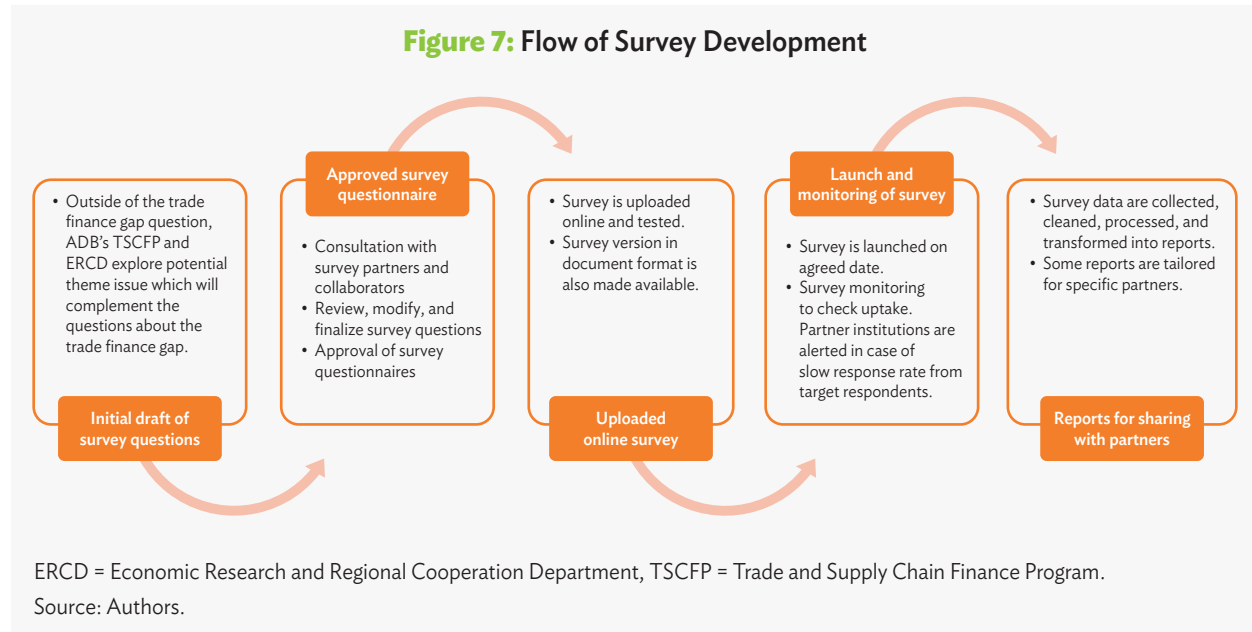 Figure 7: Flow of Survey Development
• Outside of the trade
finance gap question,
ADB's TSCFP and
ERCD explore potential
theme issue which will
complement the
questions about the
trade finance gap.
Initial draft of
survey questions
Approved survey
questionnaire
• Consultation with
survey partners and
collaborators
• Review, modify, and
finalize survey questions
• Approval of survey
questionnaires
• Survey is uploaded
online and tested.
• Survey version in
document format is
also made available.
Uploaded
online survey
Launch and
monitoring of survey
• Survey is launched on
agreed date.
• Survey monitoring
to check uptake.
Partner institutions are
alerted in case of
slow response rate from
target respondents.
• Survey data are collected,
cleaned, processed, and
transformed into reports.
• Some reports are tailored
for specific partners.
Reports for sharing
with partners
ERCD = Economic Research and Regional Cooperation Department, TSCFP = Trade and Supply Chain Finance Program.
Source: Authors.